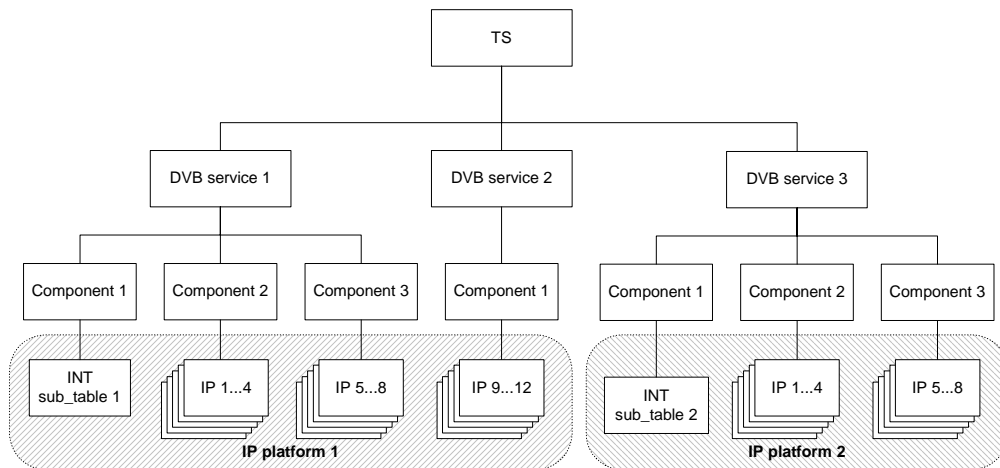 TS
DVB service 1
DVB service 2
DVB service 3
Component 1
Component 2
Component 3
Component 1
Component 1
Component 2
Component 3
INT
sub_table 1
IP 1...4
IP 5...8
IP 9...12
INT
sub_table 2
IP 1...4
IP 5...8
IP platform 1
IP platform 2